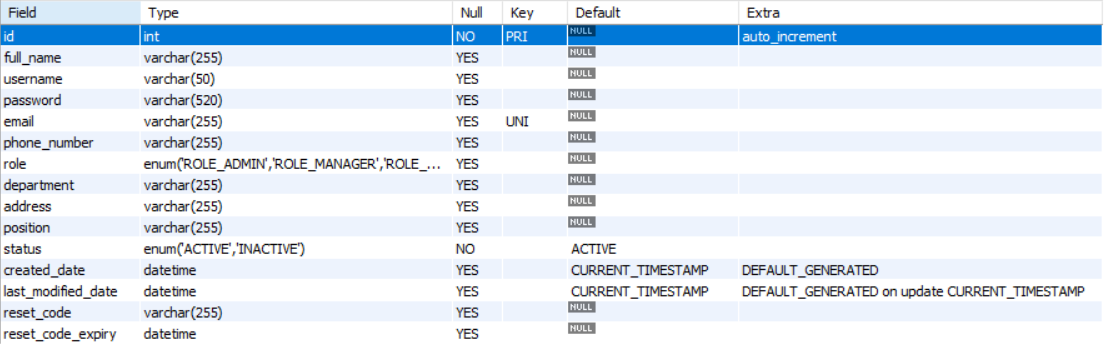 Field Type Null Key Default Extra
id int NO PRI NULL auto_increment
full_name varchar(255) YES NULL
username varchar(50) YES NULL
password varchar(520) YES NULL
email varchar(255) YES UNI NULL
phone_number varchar(255) YES NULL
role enum('ROLE_ADMIN','ROLE_MANAGER','ROLE_... YES NULL
department varchar(255) YES NULL
address varchar(255) YES NULL
position varchar(255) YES NULL
status enum('ACTIVE','INACTIVE') NO ACTIVE
created_date datetime YES CURRENT_TIMESTAMP DEFAULT_GENERATED
last_modified_date datetime YES CURRENT_TIMESTAMP DEFAULT_GENERATED on update CURRENT_TIMESTAMP
reset_code varchar(255) YES NULL
reset_code_expiry datetime YES NULL